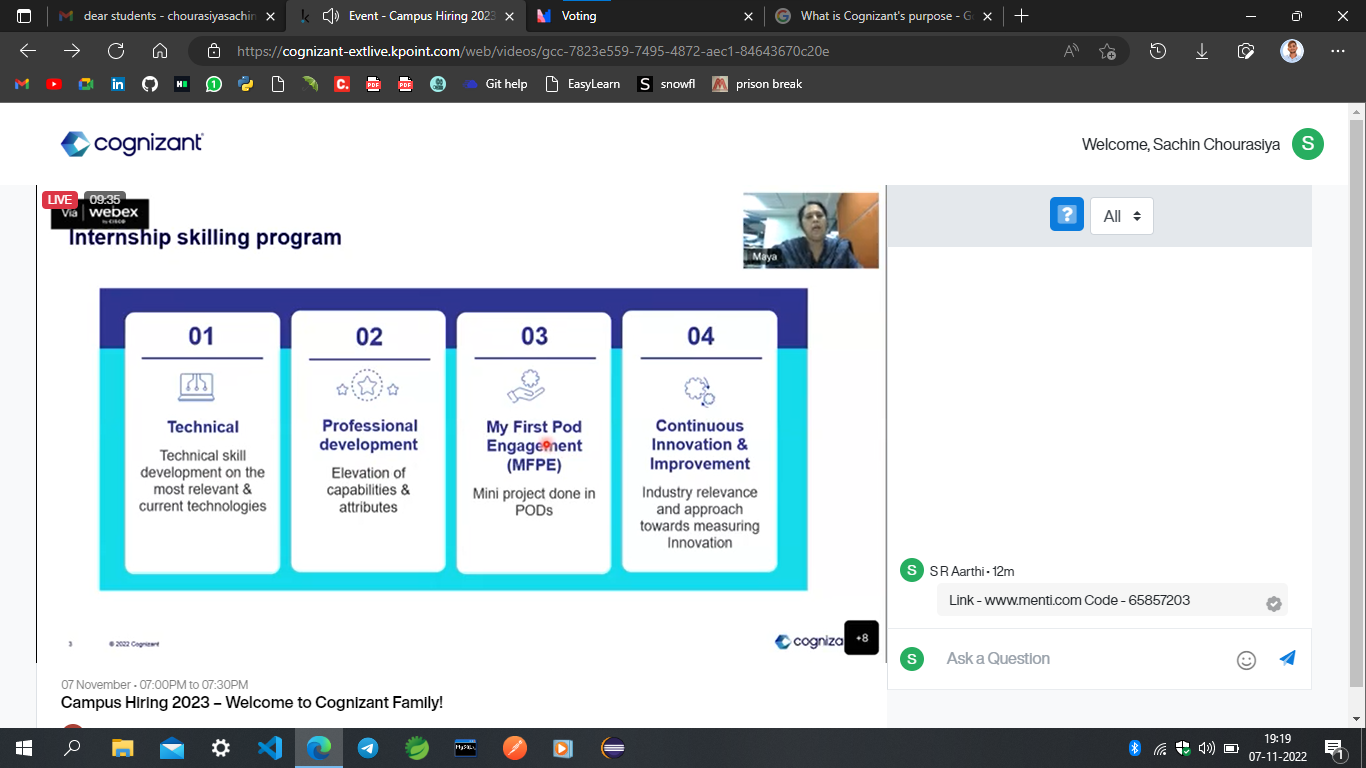 dear students - chourasiyasachin
Event - Campus Hiring 2023
Voting
What is Cognizant's purpose - Go
https://cognizant-extlive.kpoint.com/web/videos/gcc-7823e559-7495-4872-aec1-84643670c20e
Git help
EasyLearn
snowfl
prison break
cognizant
Welcome, Sachin Chourasiya
S
LIVE
09:35
Via
webex
by CISCO
Internship skilling program
Maya
?
All
01
Technical
Technical skill
development on the
most relevant &
current technologies
02
Professional
development
Elevation of
capabilities &
attributes
03
My First Pod
Engagement
(MFPE)
Mini project done in
PODs
04
Continuous
Innovation &
Improvement
Industry relevance
and approach
towards measuring
Innovation
3
© 2022 Cognizant
cogniza
+8
S
S R Aarthi • 12m
Link - www.menti.com Code - 65857203
S
Ask a Question
07 November • 07:00PM to 07:30PM
Campus Hiring 2023 – Welcome to Cognizant Family!
MySQL
19:19
07-11-2022
1